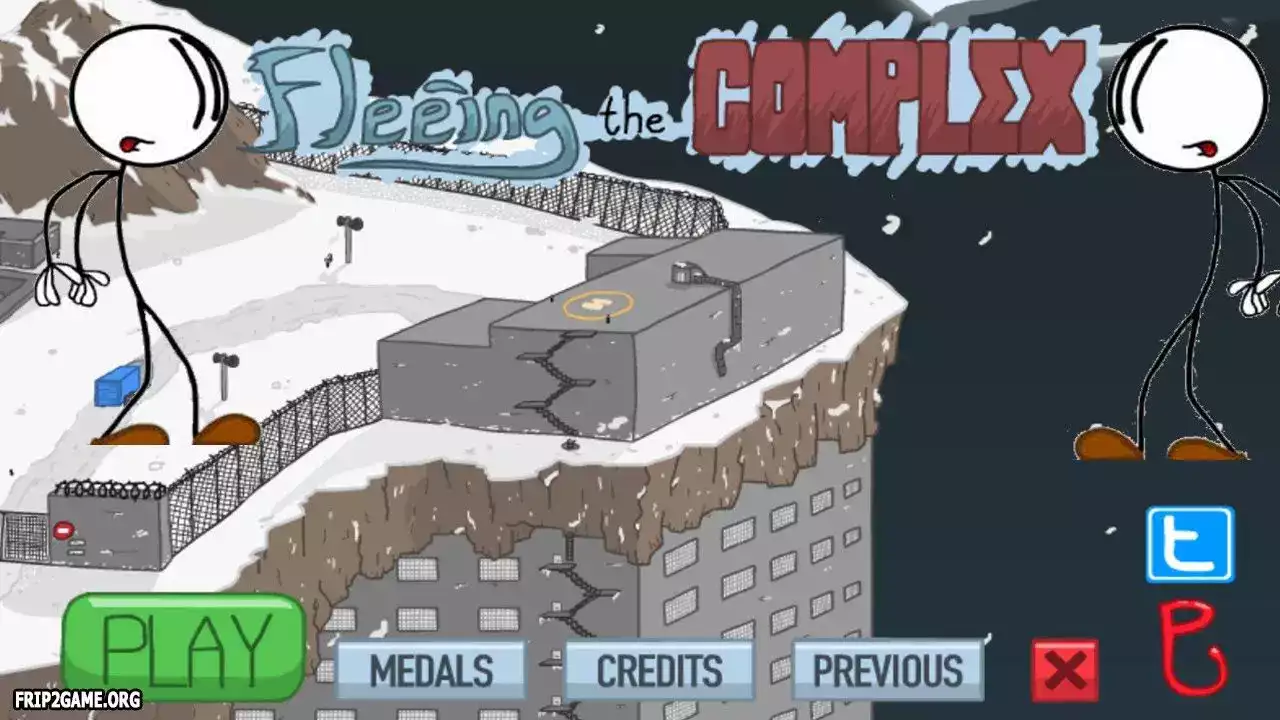 Fleeing the COMPLEX
t
PLAY
MEDALS
CREDITS
PREVIOUS
X
FRIP2GAME.ORG